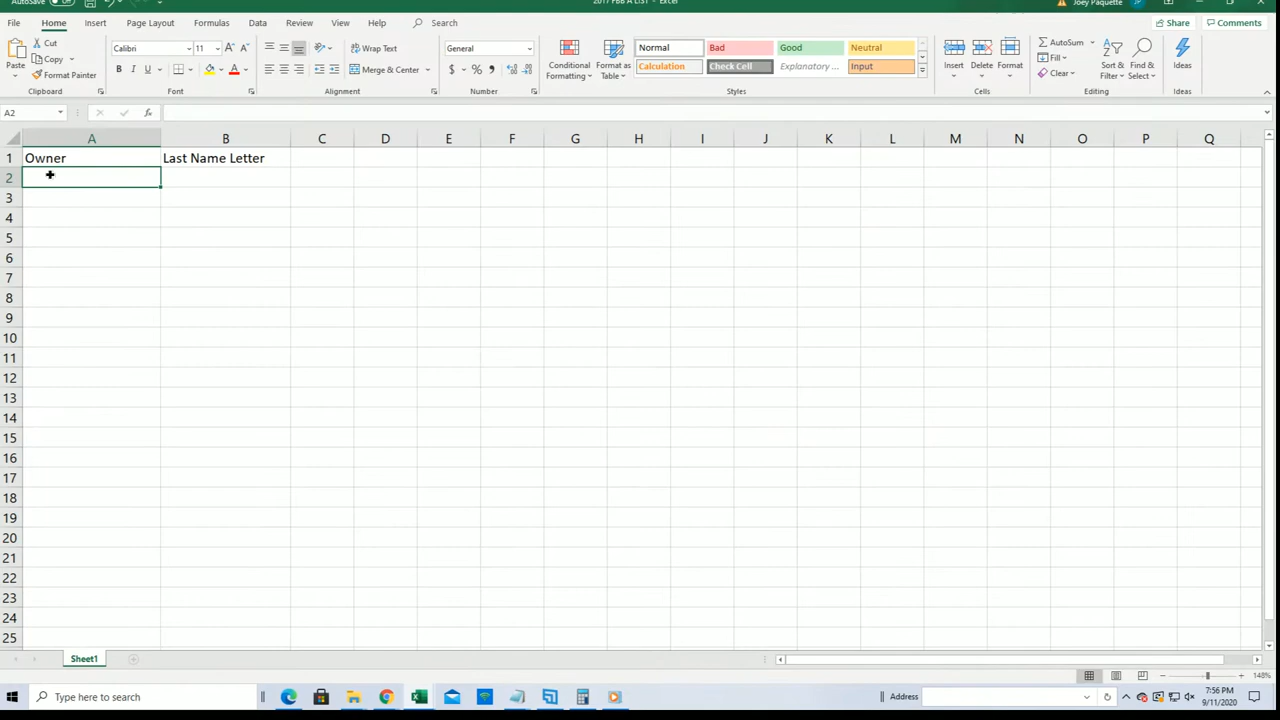 AutoSave Off 2017 FBB A LIST - Excel Joey Paquette JP
File Home Insert Page Layout Formulas Data Review View Help Search Share Comments
Paste Cut Copy Format Painter Clipboard
Calibri 11 A A B I U A Font
Wrap Text Merge & Center Alignment
General $ % Number
Conditional Formatting Format as Table
Normal Bad Good Neutral
Calculation Check Cell Explanatory ... Input
Styles
Insert Delete Format Cells
AutoSum Fill Clear Sort & Filter Find & Select Editing
Ideas Ideas
A2 fx
A B C D E F G H I J K L M N O P Q
1 Owner Last Name Letter
2
3
4
5
6
7
8
9
10
11
12
13
14
15
16
17
18
19
20
21
22
23
24
25
Sheet1
148%
Type here to search Address 7:56 PM
9/11/2020